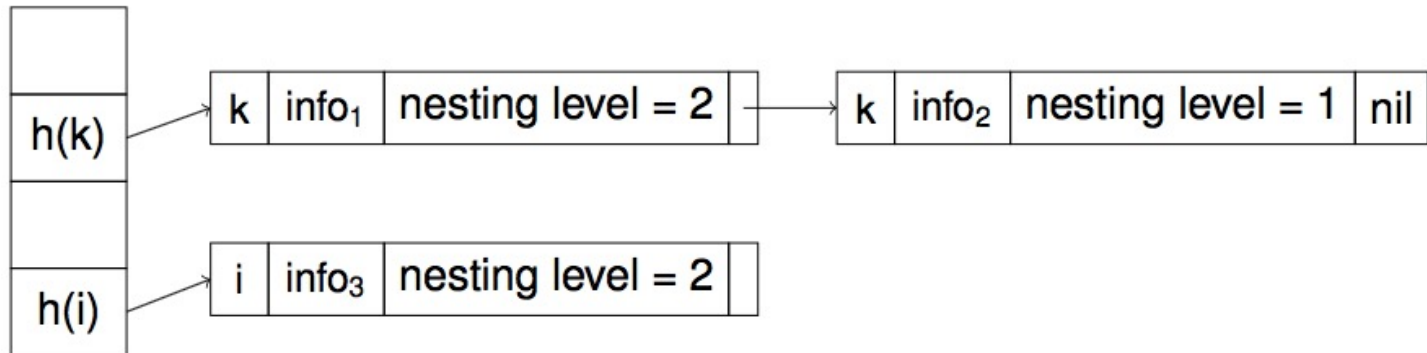 h(k)
k info₁ nesting level = 2
k info₂ nesting level = 1 nil
h(i)
i info₃ nesting level = 2